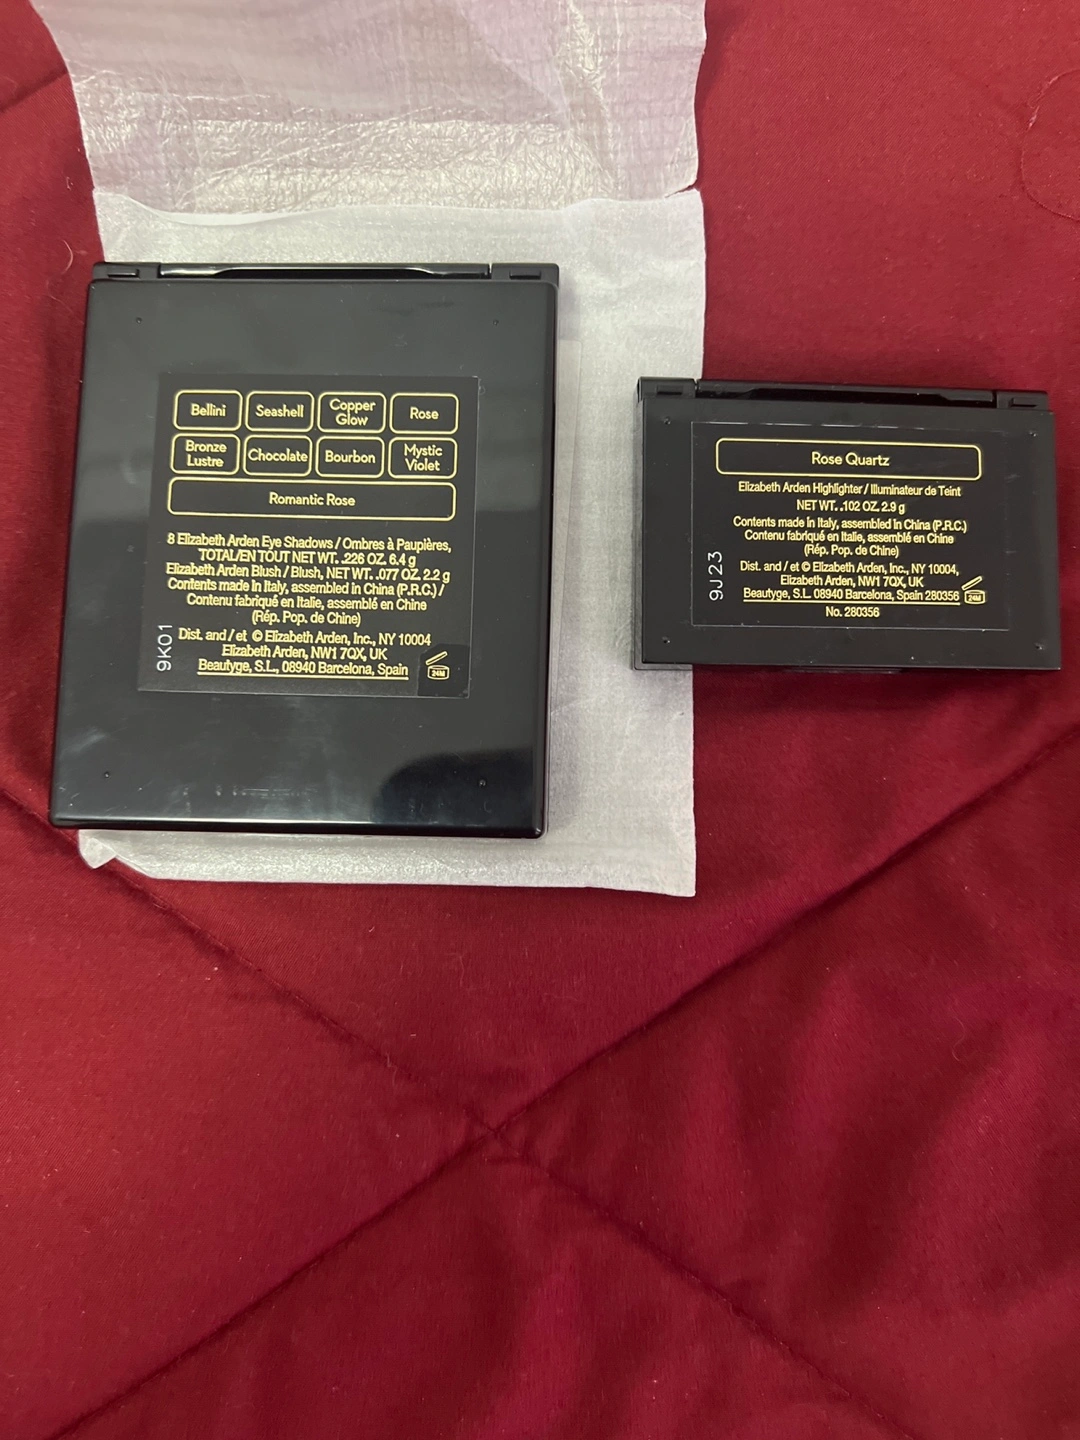 Bellini Seashell Copper Glow Rose
Bronze Lustre Chocolate Bourbon Mystic Violet
Romantic Rose
8 Elizabeth Arden Eye Shadows / Ombres à Paupières,
TOTAL/EN TOUT NET WT. .226 OZ. 6.4 g
Elizabeth Arden Blush / Blush, NET WT. .077 OZ. 2.2 g
Contents made in Italy, assembled in China (P.R.C.) /
Contenu fabriqué en Italie, assemblé en Chine
(Rép. Pop. de Chine)
Dist. and / et © Elizabeth Arden, Inc., NY 10004
Elizabeth Arden, NW1 7QX, UK
Beautyge, S.L., 08940 Barcelona, Spain
24M
9K01
Rose Quartz
Elizabeth Arden Highlighter / Illuminateur de Teint
NET WT. .102 OZ. 2.9 g
Contents made in Italy, assembled in China (P.R.C.)
Contenu fabriqué en Italie, assemblé en Chine
(Rép. Pop. de Chine)
Dist. and / et © Elizabeth Arden, Inc., NY 10004,
Elizabeth Arden, NW1 7QX, UK
Beautyge, S.L. 08940 Barcelona, Spain 280356
No. 280356
24M
9J23